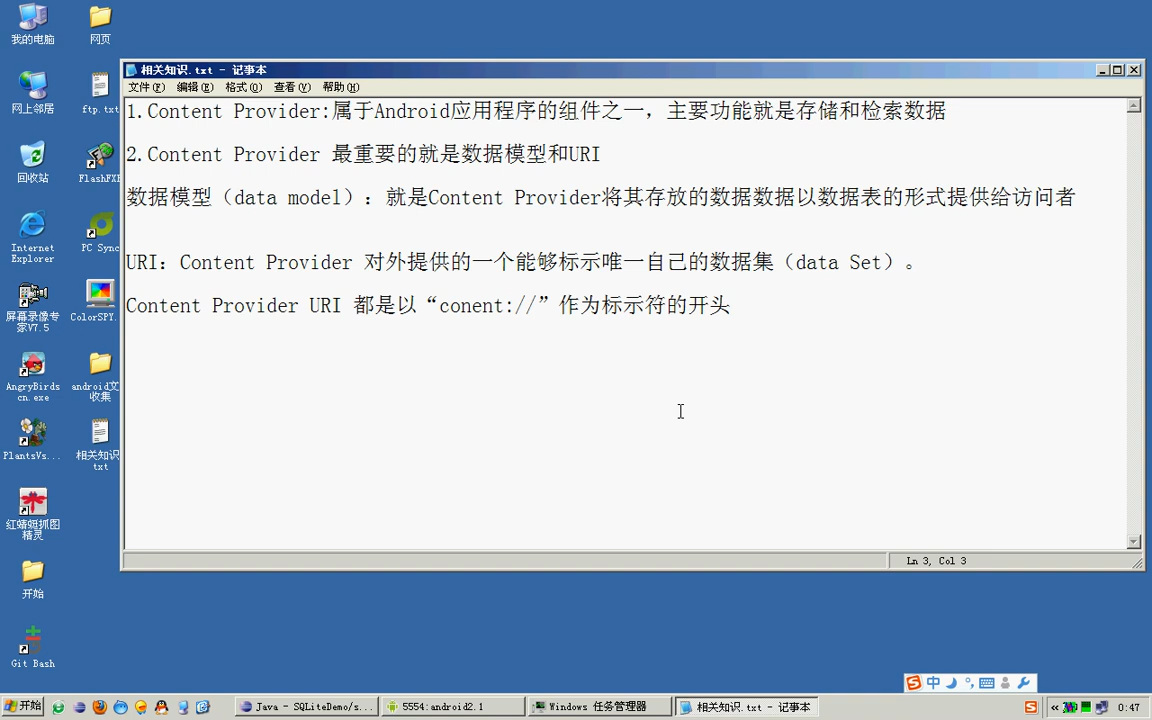 我的电脑
网页
网上邻居
ftp.txt
回收站
FlashFXP
Internet Explorer
PC Sync
屏幕录像专家V7.5
ColorSPY.
AngryBirds cn.exe
android文收集
PlantsVs...
相关知识 txt
红蜻蜓抓图精灵
开始
Git Bash
相关知识.txt - 记事本
文件(F) 编辑(E) 格式(O) 查看(V) 帮助(H)
1.Content Provider:属于Android应用程序的组件之一，主要功能就是存储和检索数据
2.Content Provider 最重要的就是数据模型和URI
数据模型（data model）：就是Content Provider将其存放的数据数据以数据表的形式提供给访问者
URI：Content Provider 对外提供的一个能够标示唯一自己的数据集（data Set）。
Content Provider URI 都是以“conent://”作为标示符的开头
Ln 3, Col 3
中
开始
Java - SQLiteDemo/s...
5554:android2.1
Windows 任务管理器
相关知识.txt - 记事本
0:47